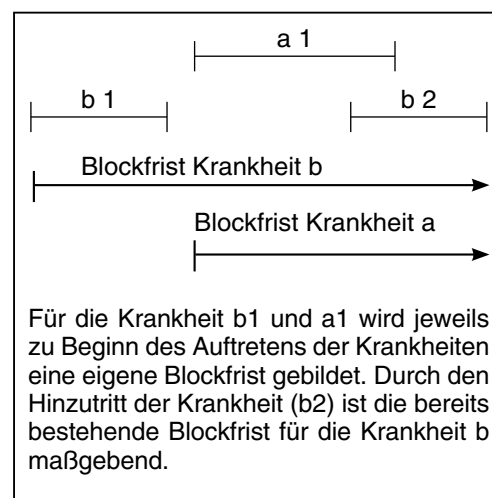 a 1
b 1 b 2
Blockfrist Krankheit b
Blockfrist Krankheit a
Für die Krankheit b1 und a1 wird jeweils
zu Beginn des Auftretens der Krankheiten
eine eigene Blockfrist gebildet. Durch den
Hinzutritt der Krankheit (b2) ist die bereits
bestehende Blockfrist für die Krankheit b
maßgebend.